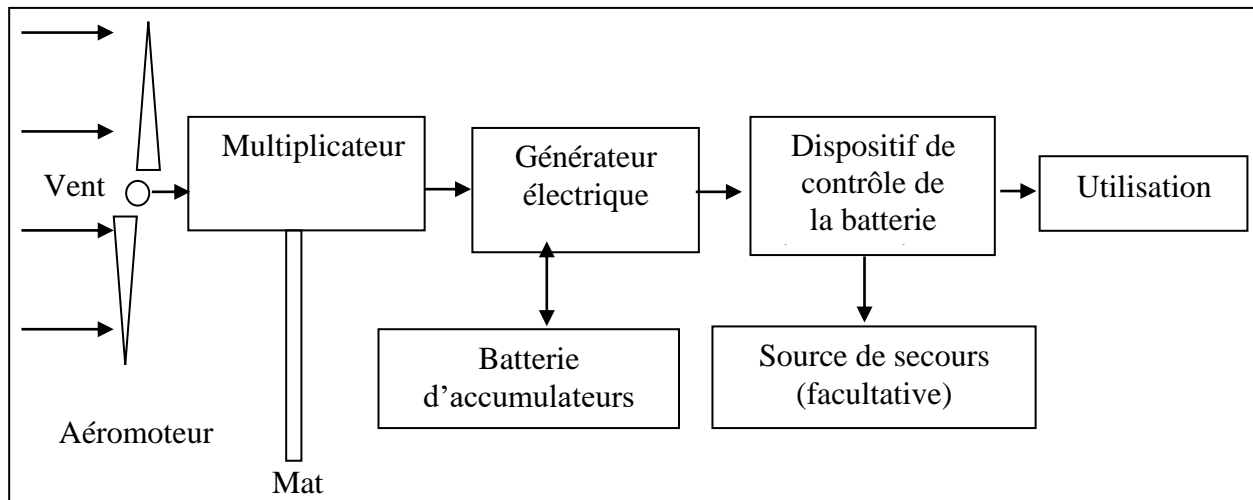 Multiplicateur
Générateur
électrique
Dispositif de
contrôle de
la batterie
Utilisation
Vent
Batterie
d’accumulateurs
Source de secours
(facultative)
Aéromoteur
Mat